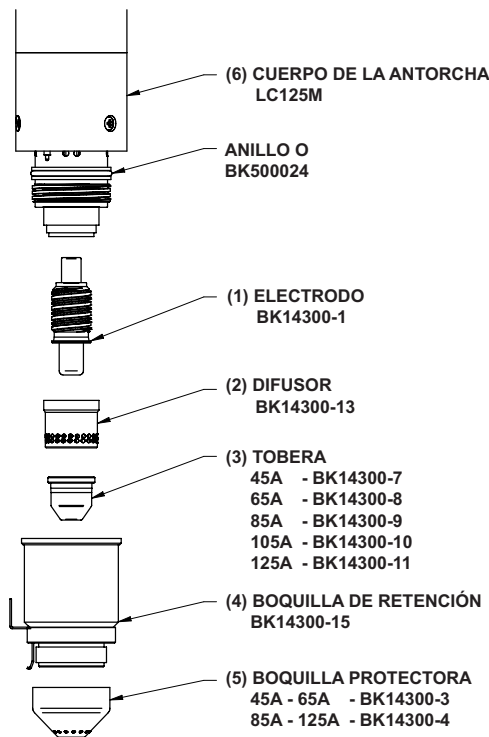 (6) CUERPO DE LA ANTORCHA
LC125M
ANILLO O
BK500024
(1) ELECTRODO
BK14300-1
(2) DIFUSOR
BK14300-13
(3) TOBERA
45A - BK14300-7
65A - BK14300-8
85A - BK14300-9
105A - BK14300-10
125A - BK14300-11
(4) BOQUILLA DE RETENCIÓN
BK14300-15
(5) BOQUILLA PROTECTORA
45A - 65A - BK14300-3
85A - 125A - BK14300-4